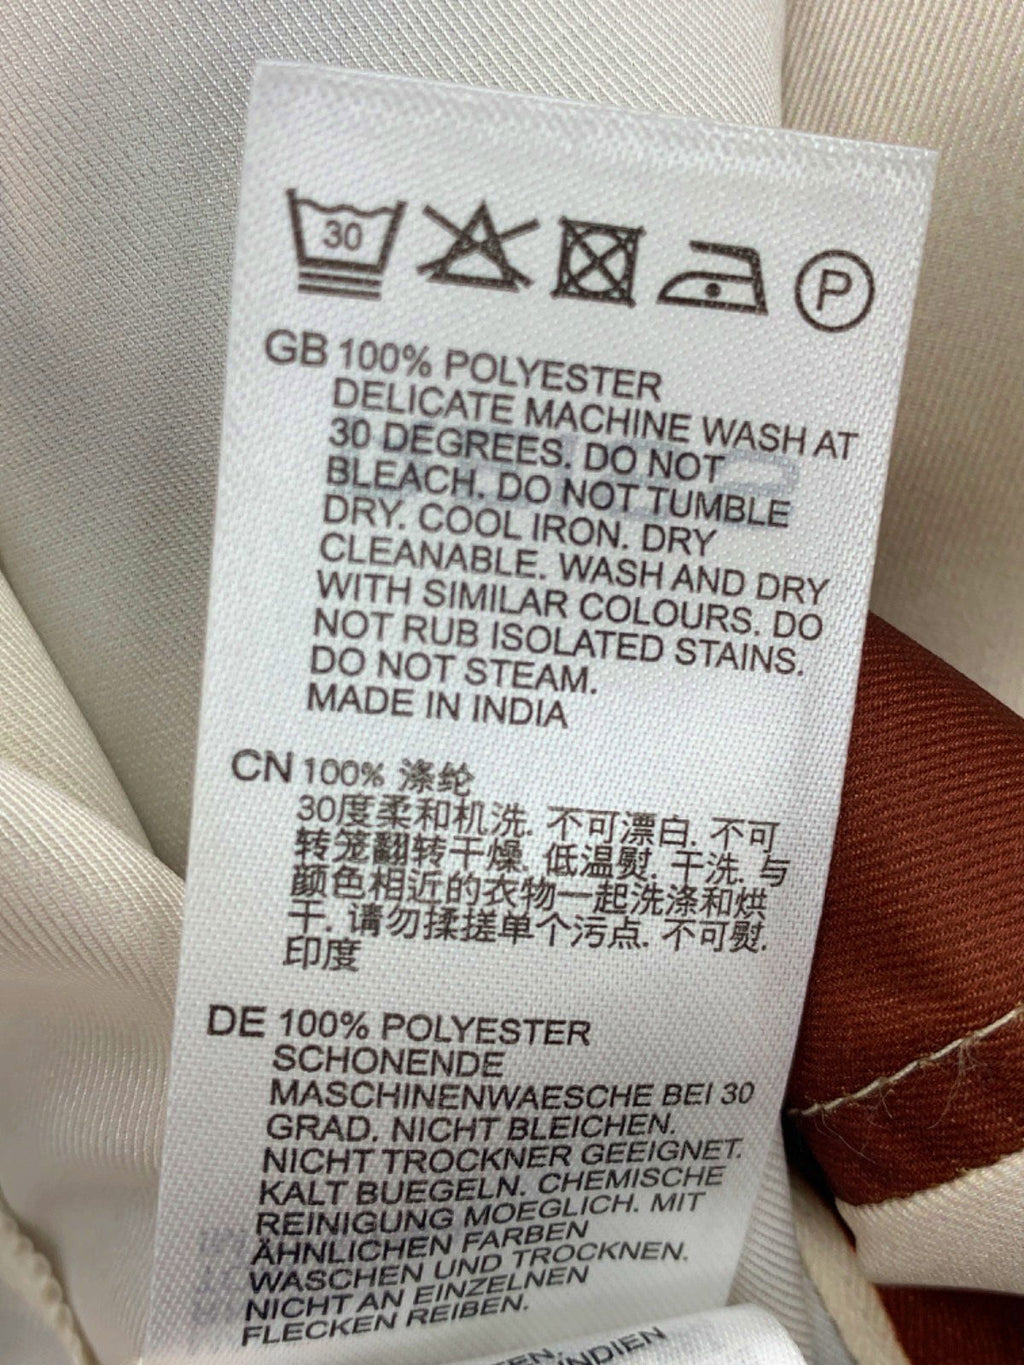 30
P
GB 100% POLYESTER
DELICATE MACHINE WASH AT
30 DEGREES. DO NOT
BLEACH. DO NOT TUMBLE
DRY. COOL IRON. DRY
CLEANABLE. WASH AND DRY
WITH SIMILAR COLOURS. DO
NOT RUB ISOLATED STAINS.
DO NOT STEAM.
MADE IN INDIA
CN 100% 涤纶
30度柔和机洗. 不可漂白. 不可
转笼翻转干燥. 低温熨. 干洗. 与
颜色相近的衣物一起洗涤和烘
干. 请勿揉搓单个污点. 不可熨.
印度
DE 100% POLYESTER
SCHONENDE
MASCHINENWAESCHE BEI 30
GRAD. NICHT BLEICHEN.
NICHT TROCKNER GEEIGNET.
KALT BUEGELN. CHEMISCHE
REINIGUNG MOEGLICH. MIT
ÄHNLICHEN FARBEN
WASCHEN UND TROCKNEN.
NICHT AN EINZELNEN
FLECKEN REIBEN.